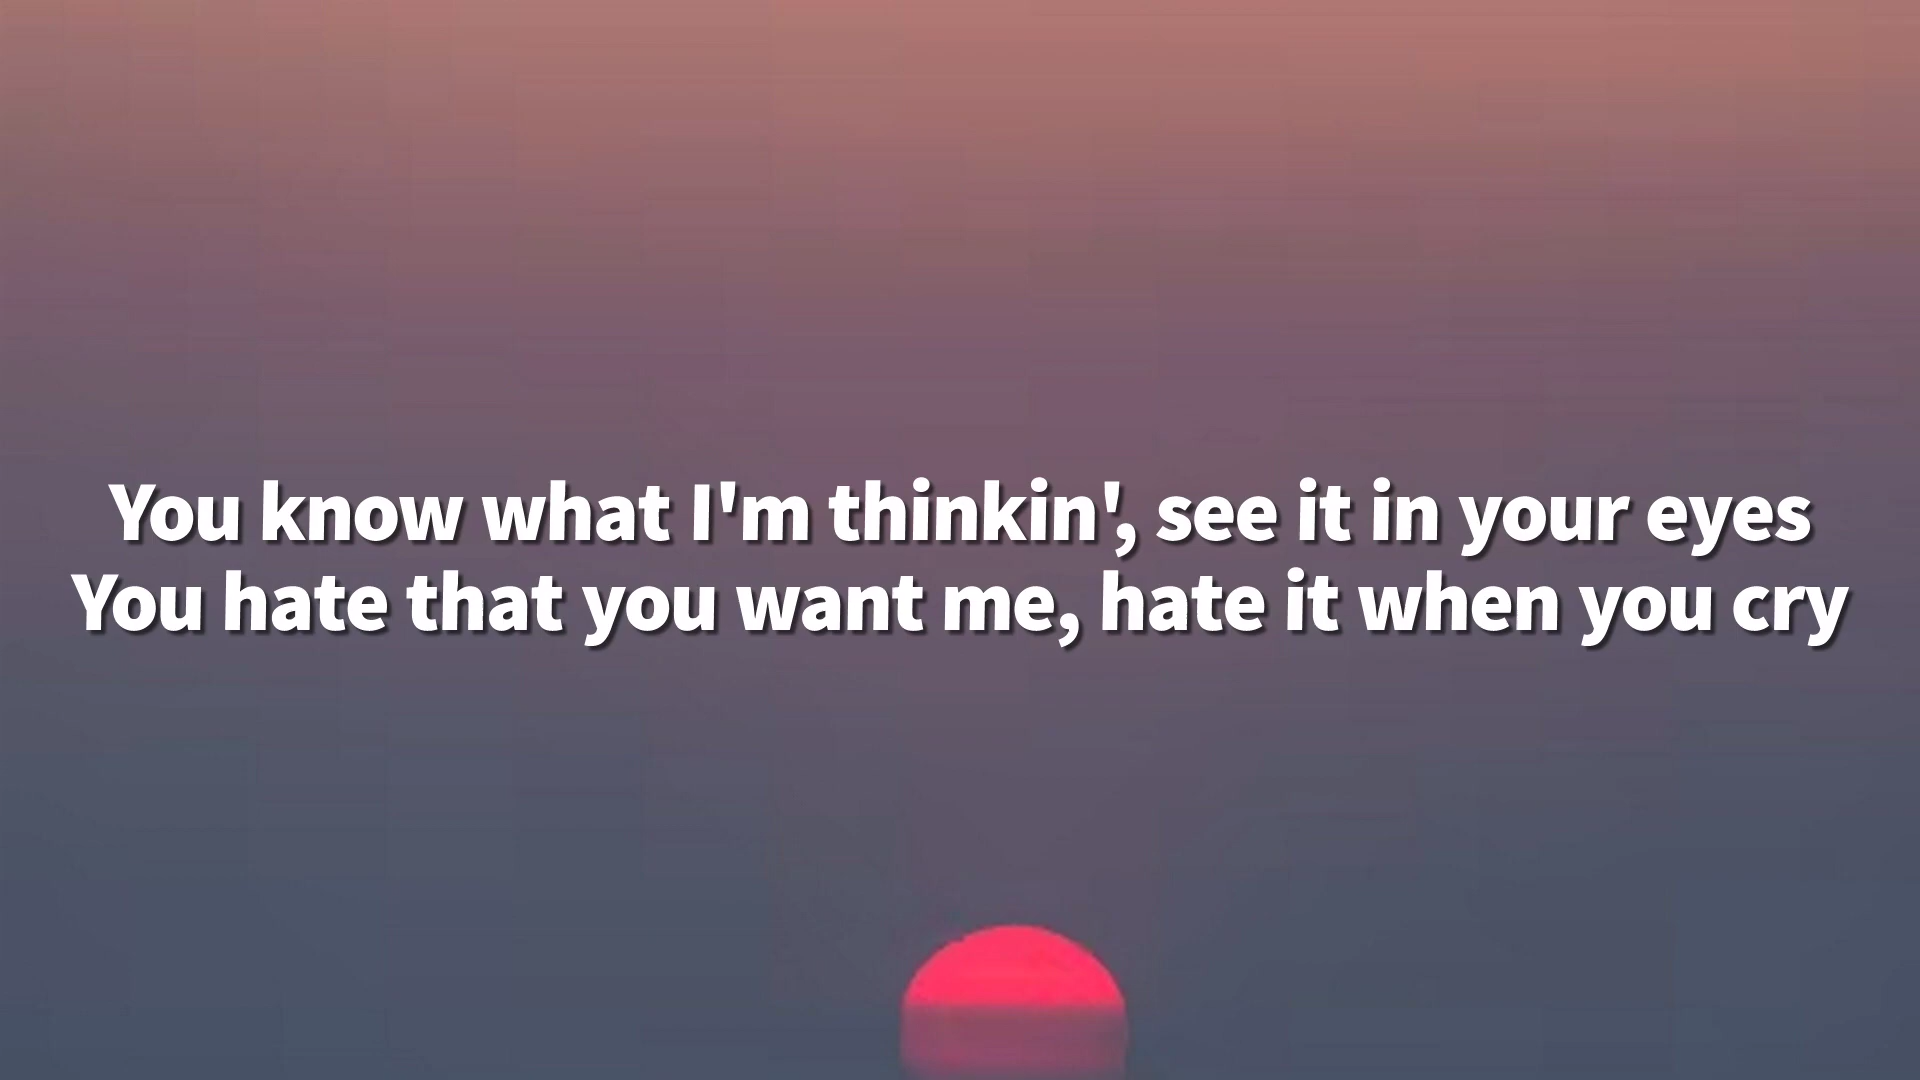 You know what I'm thinkin', see it in your eyes
You hate that you want me, hate it when you cry